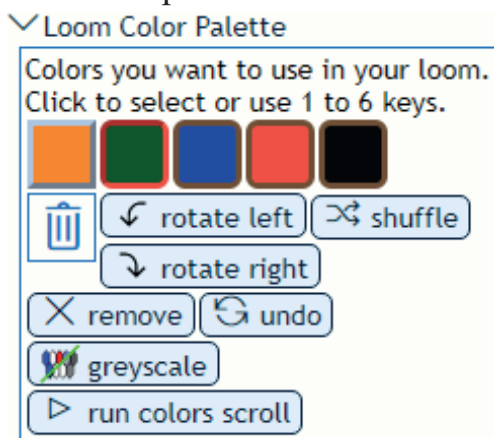 Loom Color Palette
Colors you want to use in your loom.
Click to select or use 1 to 6 keys.
rotate left shuffle
rotate right
remove undo
greyscale
run colors scroll